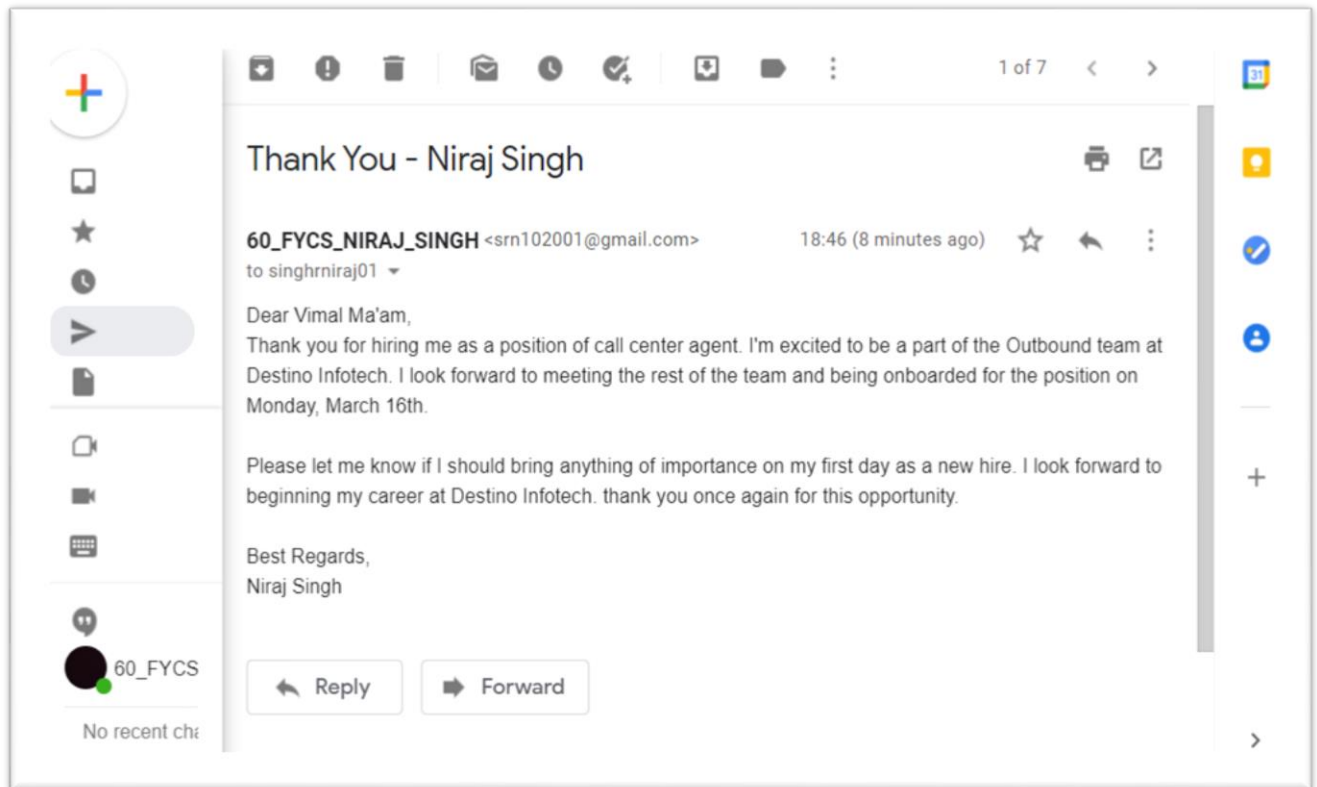 1 of 7
31
Thank You - Niraj Singh
60_FYCS_NIRAJ_SINGH <srn102001@gmail.com> 18:46 (8 minutes ago)
to singhrniraj01
Dear Vimal Ma'am,
Thank you for hiring me as a position of call center agent. I'm excited to be a part of the Outbound team at
Destino Infotech. I look forward to meeting the rest of the team and being onboarded for the position on
Monday, March 16th.
Please let me know if I should bring anything of importance on my first day as a new hire. I look forward to
beginning my career at Destino Infotech. thank you once again for this opportunity.
Best Regards,
Niraj Singh
60_FYCS
Reply Forward
No recent cha